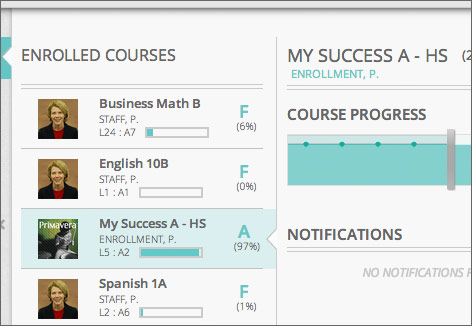 ENROLLED COURSES
Business Math B
STAFF, P.
L24 : A7
F
(6%)
English 10B
STAFF, P.
L1 : A1
F
(0%)
Primavera
My Success A - HS
ENROLLMENT, P.
L5 : A2
A
(97%)
Spanish 1A
STAFF, P.
L2 : A6
F
(1%)
MY SUCCESS A - HS (2
ENROLLMENT, P.
COURSE PROGRESS
NOTIFICATIONS
NO NOTIFICATIONS F